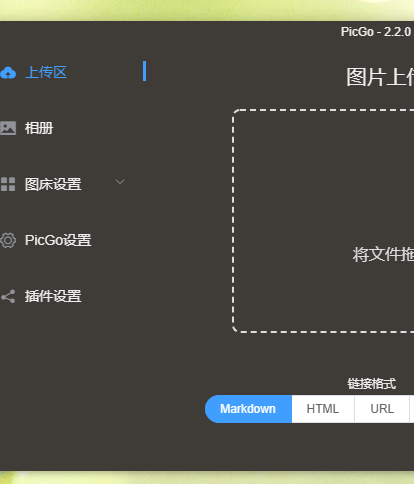 PicGo - 2.2.0
上传区
图片上传
相册
图床设置
将文件拖
PicGo设置
插件设置
链接格式
Markdown
HTML
URL